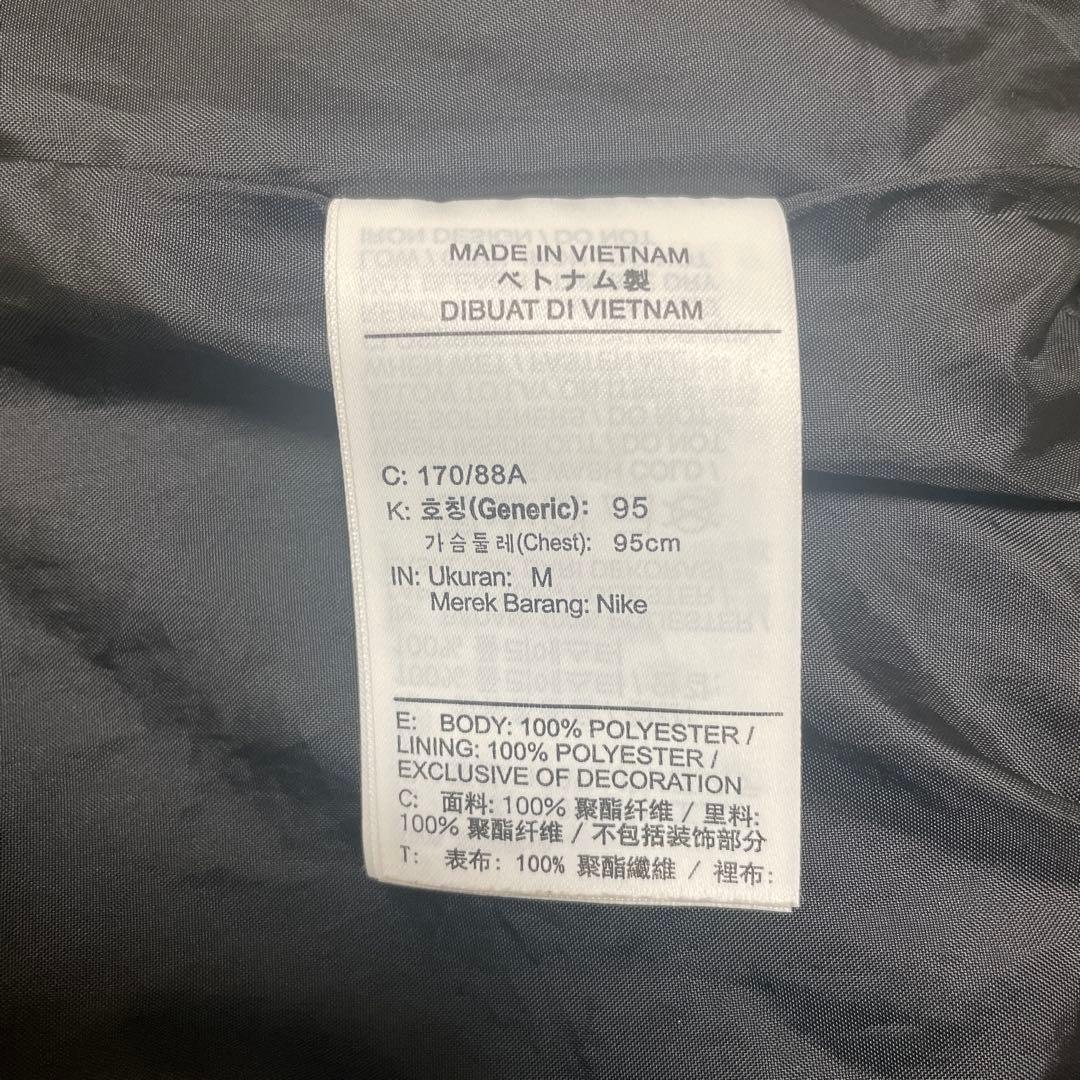 MADE IN VIETNAM
ベトナム製
DIBUAT DI VIETNAM
C: 170/88A
K: 호칭(Generic): 95
가슴둘레(Chest): 95cm
IN: Ukuran: M
Merek Barang: Nike
E: BODY: 100% POLYESTER /
LINING: 100% POLYESTER /
EXCLUSIVE OF DECORATION
C: 面料: 100% 聚酯纤维 / 里料:
100% 聚酯纤维 / 不包括装饰部分
T: 表布: 100% 聚酯纖維 / 裡布: